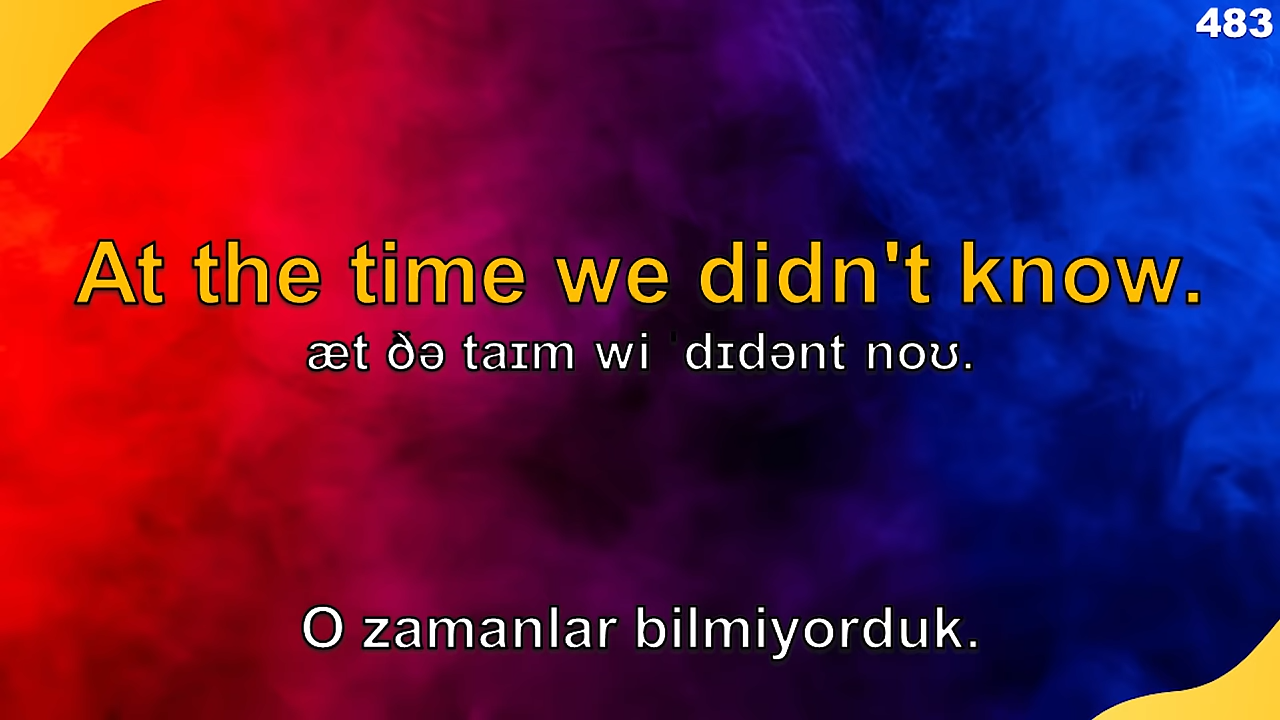 483
At the time we didn't know.
æt ðə taɪm wi ˈdɪdənt noʊ.
O zamanlar bilmiyorduk.